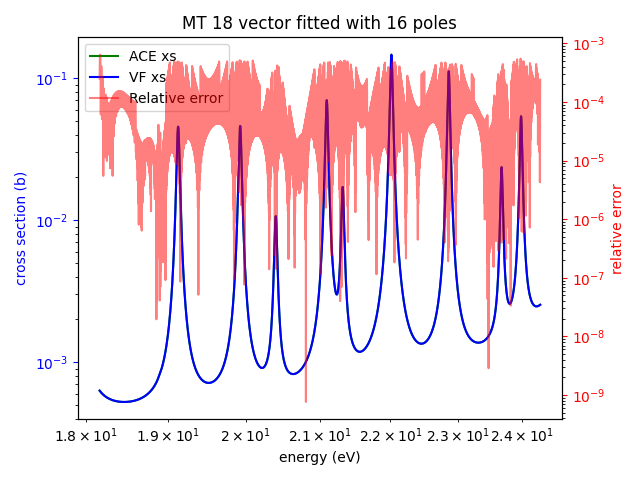 MT 18 vector fitted with 16 poles
ACE xs
VF xs
Relative error
cross section (b)
10⁻¹
10⁻²
10⁻³
10⁻³
10⁻⁴
10⁻⁵
10⁻⁶
10⁻⁷
10⁻⁸
10⁻⁹
relative error
1.8 × 10¹ 1.9 × 10¹ 2 × 10¹ 2.1 × 10¹ 2.2 × 10¹ 2.3 × 10¹ 2.4 × 10¹
energy (eV)